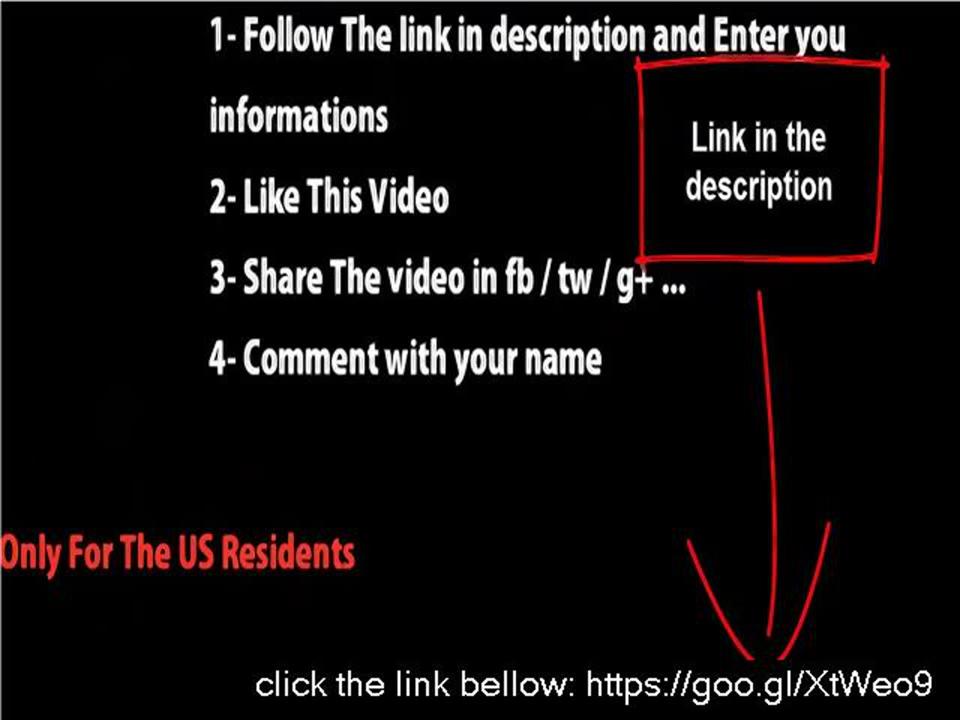 1- Follow The link in description and Enter you
informations
Link in the
description
2- Like This Video
3- Share The video in fb / tw / g+ ...
4- Comment with your name
Only For The US Residents
click the link bellow: https://goo.gl/XtWeo9